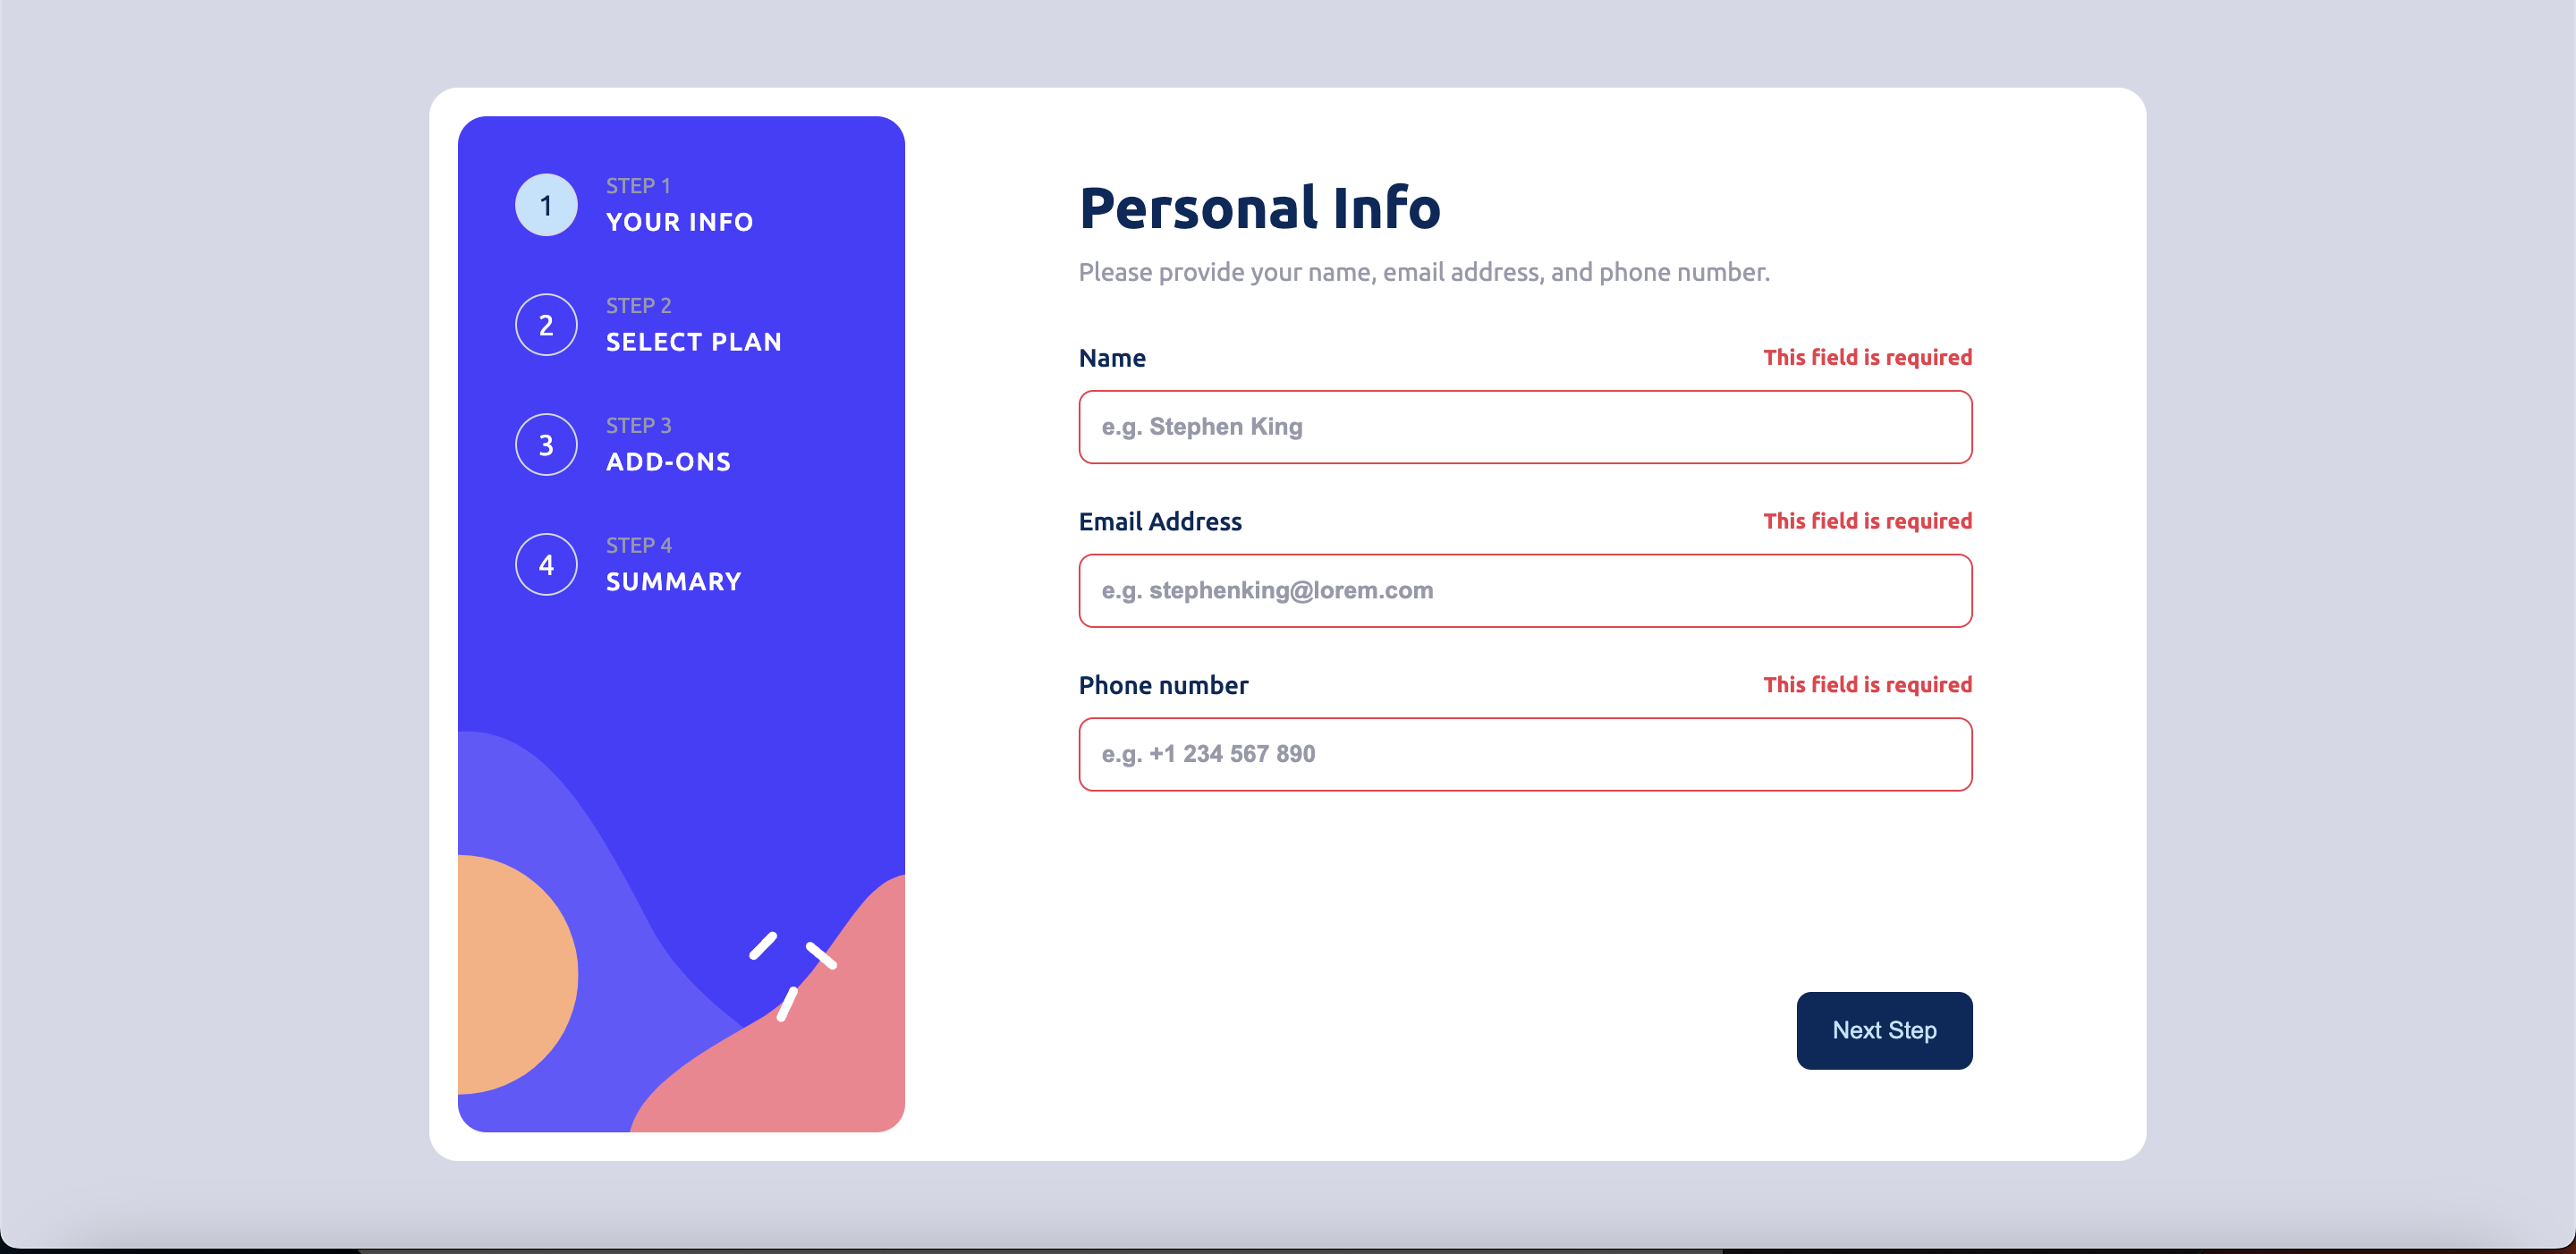 1
STEP 1
YOUR INFO
2
STEP 2
SELECT PLAN
3
STEP 3
ADD-ONS
4
STEP 4
SUMMARY
Personal Info
Please provide your name, email address, and phone number.
Name
This field is required
e.g. Stephen King
Email Address
This field is required
e.g. stephenking@lorem.com
Phone number
This field is required
e.g. +1 234 567 890
Next Step